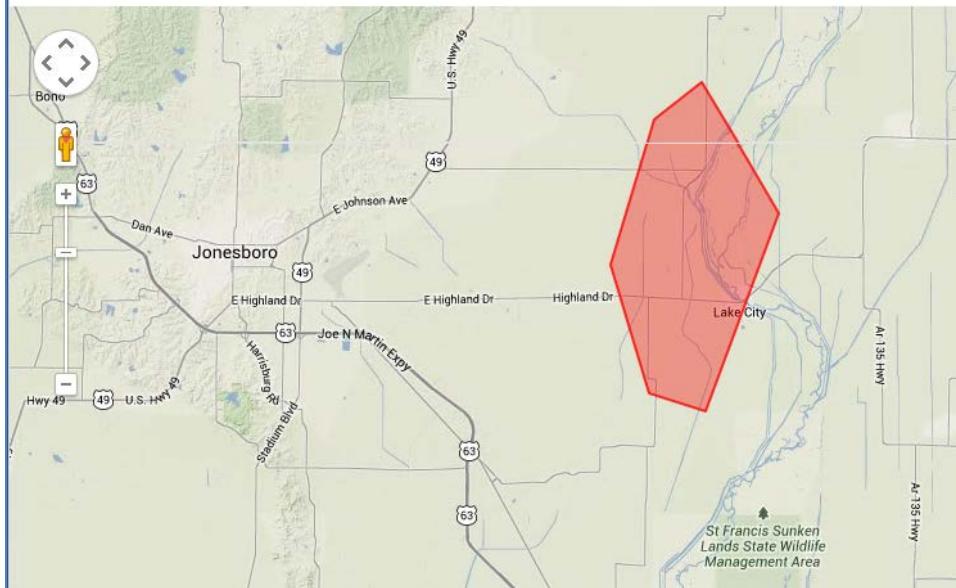 U.S. Hwy 49
Bono
63
49
63
E Johnson Ave
Dan Ave
Jonesboro
49
E Highland Dr
E Highland Dr
Highland Dr
Lake City
63
Joe N Martin Expy
Harrisburg Rd
Ar-135 Hwy
Hwy 49
49
U.S. Hwy 49
Stadium Blvd
63
Ar-135 Hwy
63
St Francis Sunken
Lands State Wildlife
Management Area